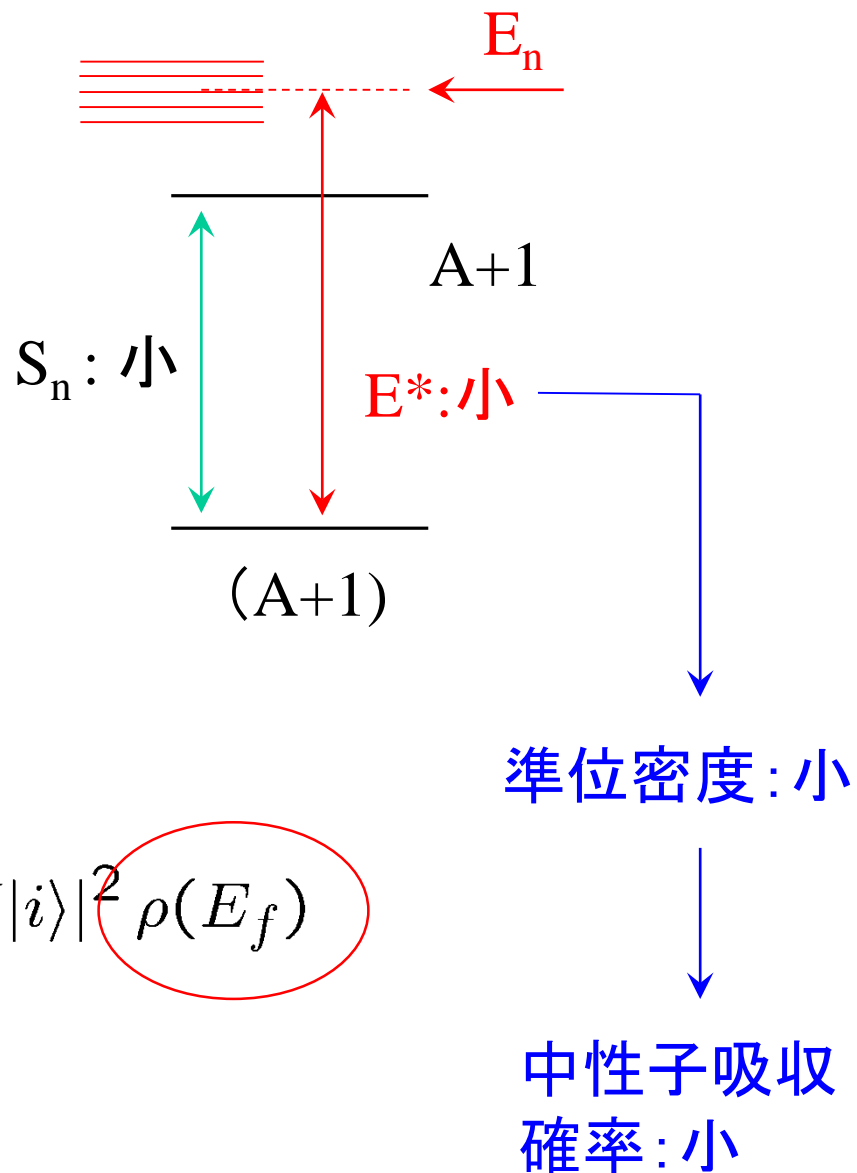 Eₙ
A+1
Sₙ : 小
E*:小
（A+1)
準位密度：小
|i⟩|² ρ(E_f)
中性子吸収
確率：小